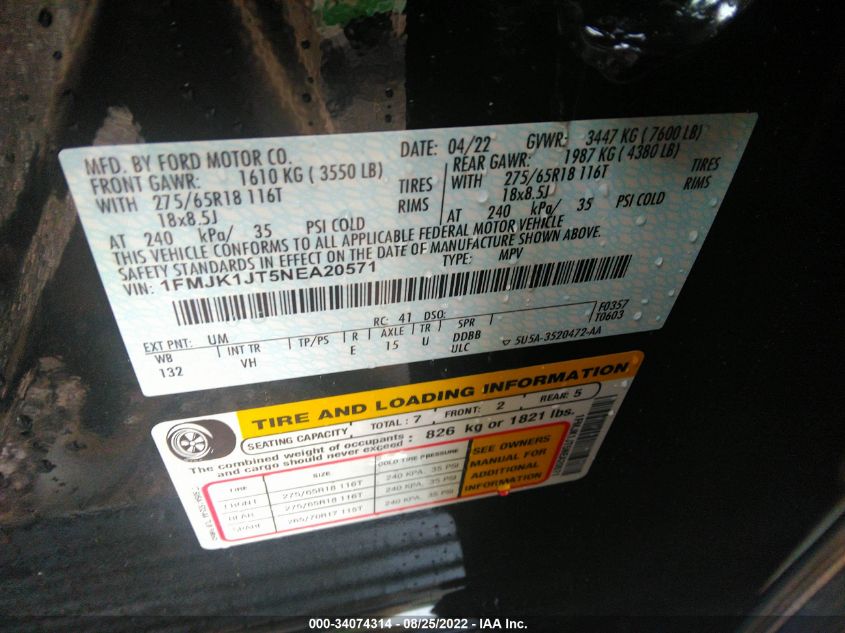 MFD. BY FORD MOTOR CO.
DATE: 04/22 GVWR: 3447 KG ( 7600 LB)
FRONT GAWR: 1610 KG ( 3550 LB)
REAR GAWR: 1987 KG ( 4380 LB)
WITH 275/65R18 116T TIRES
WITH 275/65R18 116T TIRES
18x8.5J RIMS
18x8.5J RIMS
AT 240 kPa/ 35 PSI COLD
AT 240 kPa/ 35 PSI COLD
THIS VEHICLE CONFORMS TO ALL APPLICABLE FEDERAL MOTOR VEHICLE
SAFETY STANDARDS IN EFFECT ON THE DATE OF MANUFACTURE SHOWN ABOVE.
VIN: 1FMJK1JT5NEA20571 TYPE: MPV
F0357
T0603
EXT PNT: UM RC: 41 DSO:
WB INT TR TP/PS R AXLE TR SPR
132 VH E 15 U DDBB
ULC
5U5A-3520472-AA
TIRE AND LOADING INFORMATION
SEATING CAPACITY TOTAL: 7 FRONT: 2 REAR: 5
The combined weight of occupants
and cargo should never exceed : 826 kg or 1821 lbs.
TIRE SIZE COLD TIRE PRESSURE
FRONT 275/65R18 116T 240 KPA, 35 PSI
REAR 275/65R18 116T 240 KPA, 35 PSI
SPARE 265/70R17 115T 240 KPA, 35 PSI
SEE OWNERS
MANUAL FOR
ADDITIONAL
INFORMATION
000-34074314 - 08/25/2022 - IAA Inc.